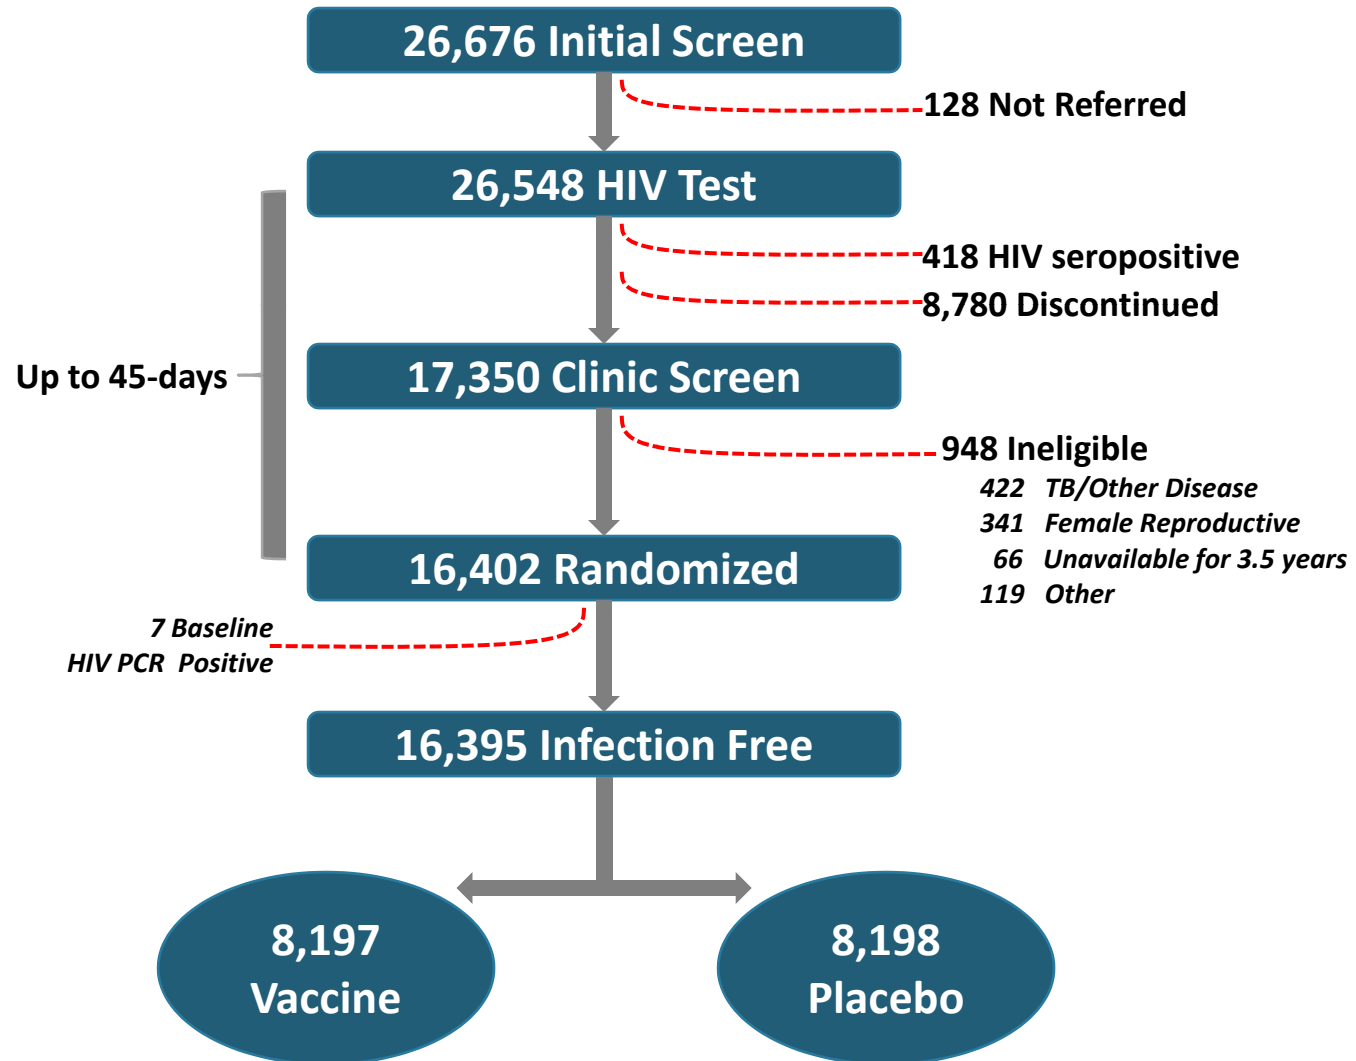 26,676 Initial Screen
128 Not Referred
26,548 HIV Test
418 HIV seropositive
8,780 Discontinued
Up to 45-days
17,350 Clinic Screen
948 Ineligible
422 TB/Other Disease
341 Female Reproductive
66 Unavailable for 3.5 years
119 Other
16,402 Randomized
7 Baseline
HIV PCR Positive
16,395 Infection Free
8,197
Vaccine
8,198
Placebo